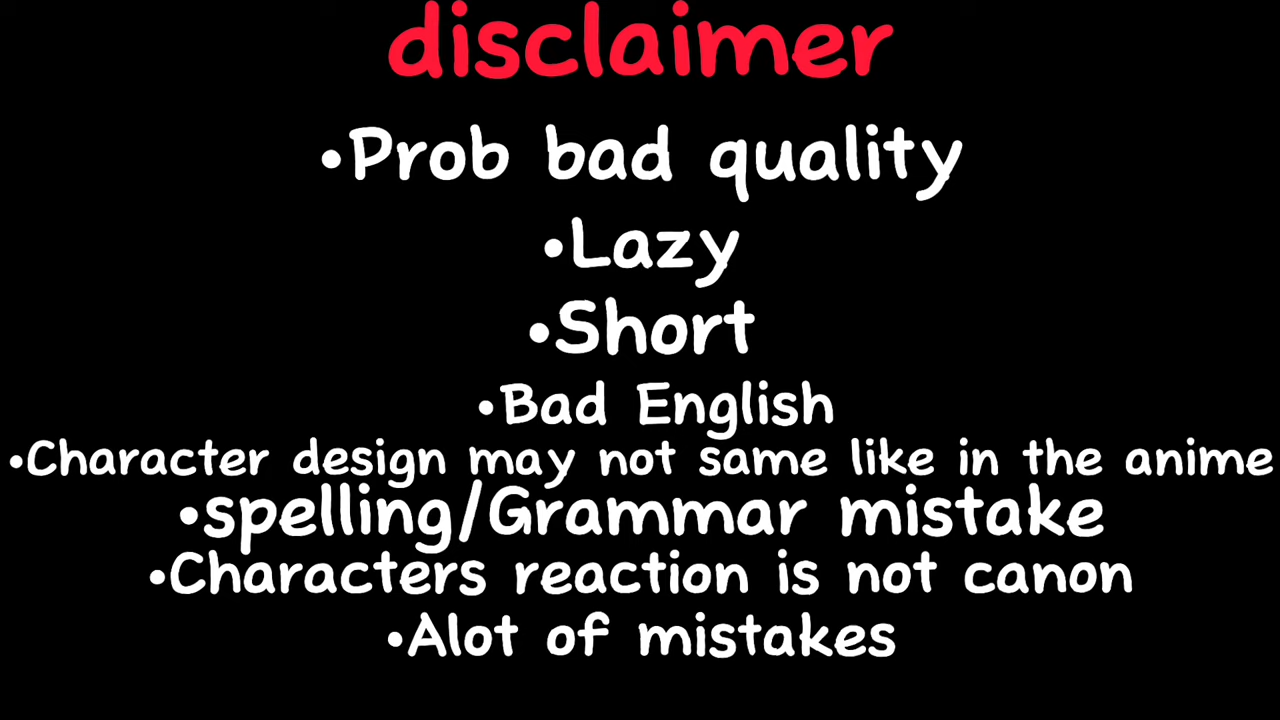 disclaimer
•Prob bad quality
•Lazy
•Short
•Bad English
•Character design may not same like in the anime
•spelling/Grammar mistake
•Characters reaction is not canon
•Alot of mistakes